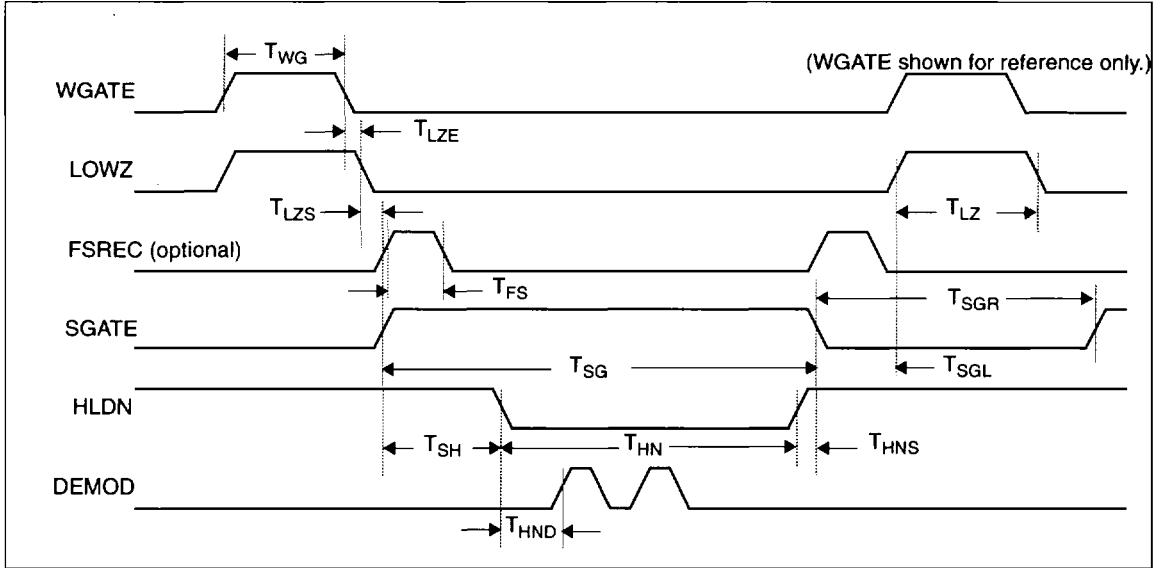 T_WG
(WGATE shown for reference only.)
WGATE
T_LZE
LOWZ
T_LZS
T_LZ
FSREC (optional)
T_FS
T_SGR
SGATE
T_SG
T_SGL
HLDN
T_SH
T_HN
T_HNS
DEMOD
T_HND